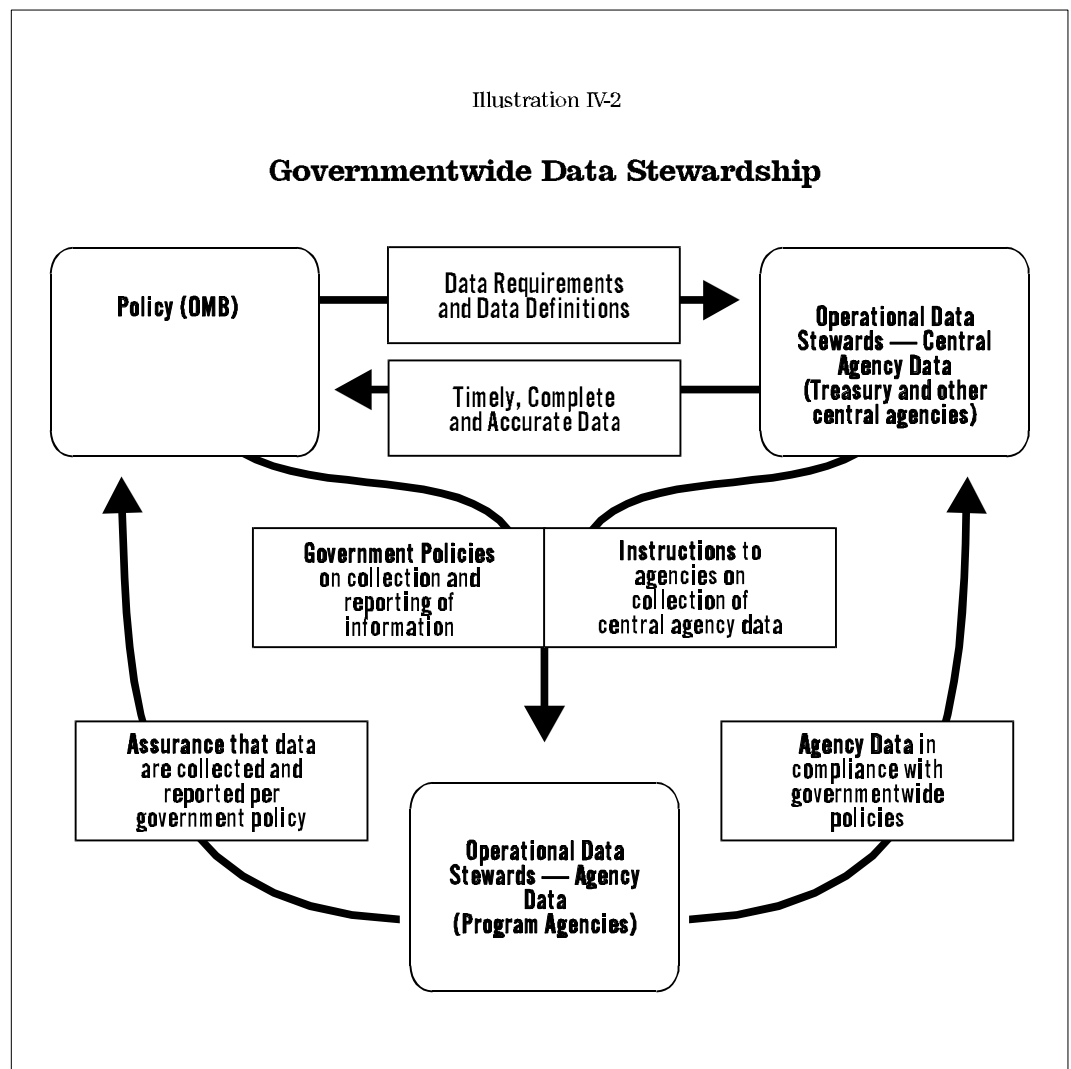 Illustration IV-2
Governmentwide Data Stewardship
Policy (OMB)
Data Requirements
and Data Definitions
Operational Data
Stewards — Central
Agency Data
(Treasury and other
central agencies)
Timely, Complete
and Accurate Data
Government Policies
on collection and
reporting of
information
Instructions to
agencies on
collection of
central agency data
Assurance that data
are collected and
reported per
government policy
Agency Data in
compliance with
governmentwide
policies
Operational Data
Stewards — Agency
Data
(Program Agencies)